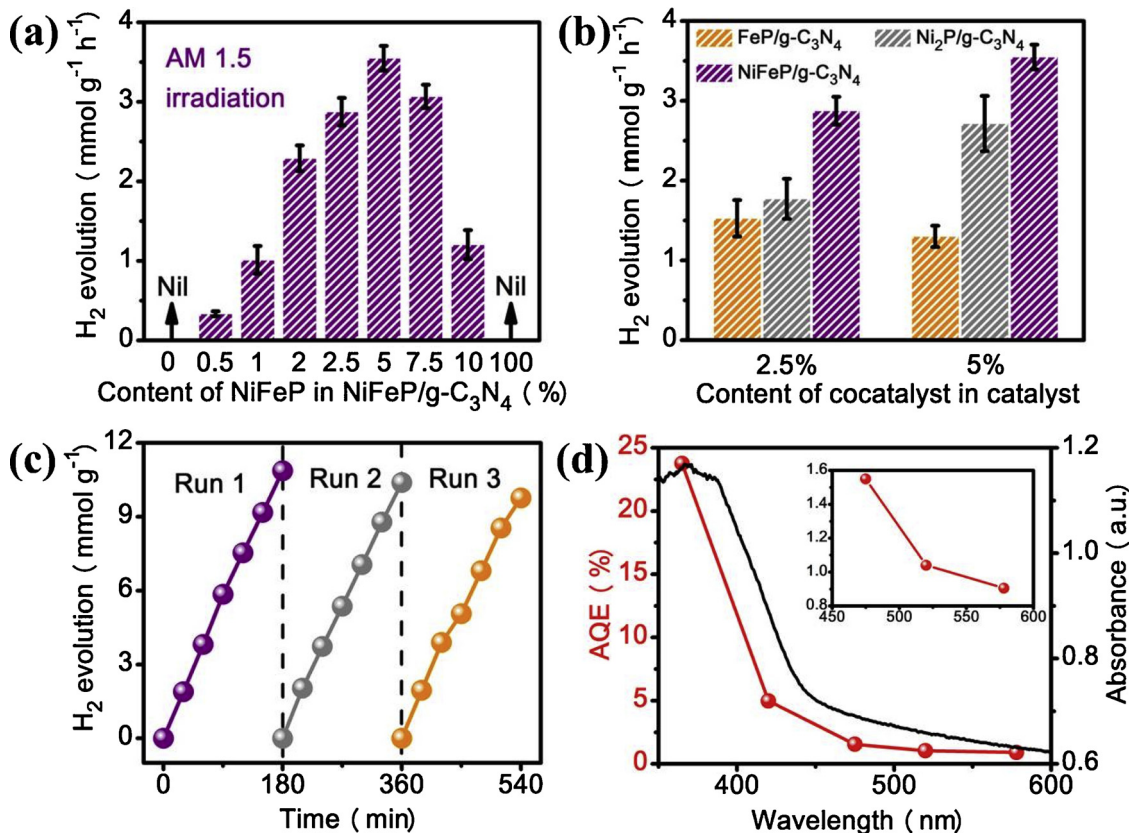 (a)
H₂ evolution ( mmol g⁻¹ h⁻¹ )
4
3
2
1
0
AM 1.5
irradiation
Nil
Nil
0 0.5 1 2 2.5 5 7.5 10 100
Content of NiFeP in NiFeP/g-C₃N₄ ( % )
(b)
H₂ evolution ( mmol g⁻¹ h⁻¹ )
4
3
2
1
0
FeP/g-C₃N₄ Ni₂P/g-C₃N₄
NiFeP/g-C₃N₄
2.5% 5%
Content of cocatalyst in catalyst
(c)
H₂ evolution ( mmol g⁻¹ )
12
9
6
3
0
Run 1 Run 2 Run 3
0 180 360 540
Time ( min )
(d)
AQE ( % )
25
20
15
10
5
0
1.6
1.4
1.2
1.0
0.8
450 500 550 600
1.2
1.0
0.8
0.6
Absorbance ( a.u. )
400 500 600
Wavelength ( nm )